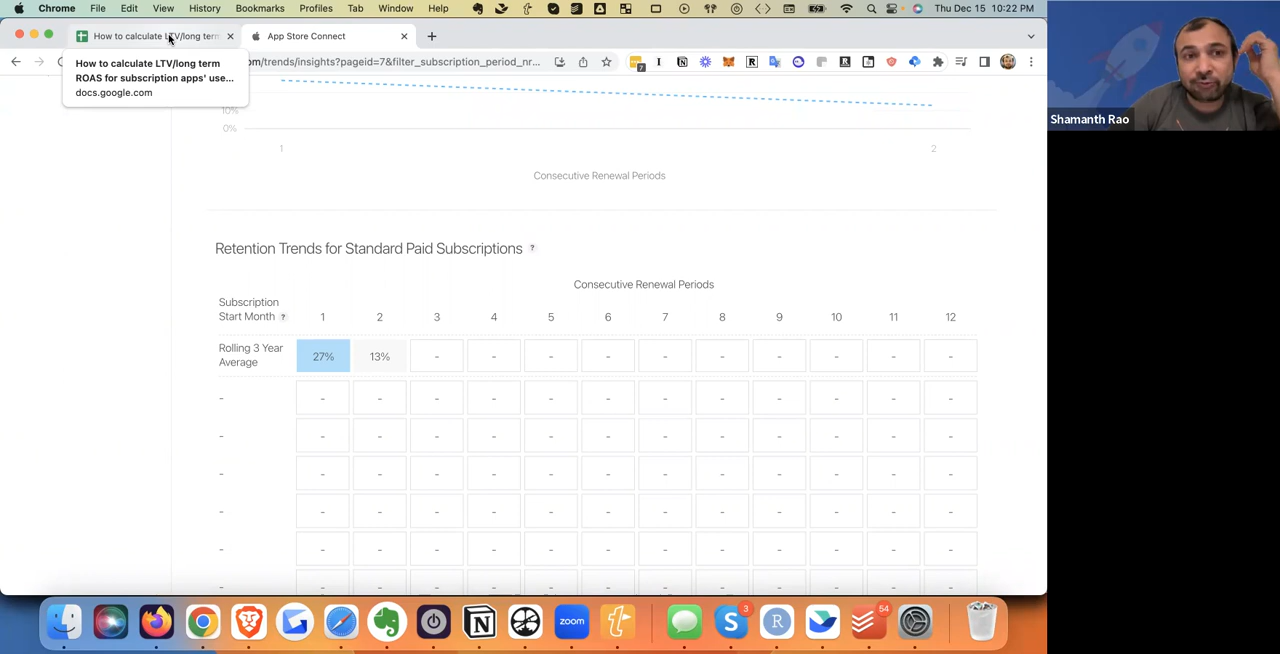 Chrome File Edit View History Bookmarks Profiles Tab Window Help Thu Dec 15 10:22 PM
How to calculate LTV/long term
App Store Connect
How to calculate LTV/long term
ROAS for subscription apps' use...
docs.google.com
om/trends/insights?pageid=7&filter_subscription_period_nr...
7
Shamanth Rao
10%
0%
1 2
Consecutive Renewal Periods
Retention Trends for Standard Paid Subscriptions ?
Consecutive Renewal Periods
Subscription
Start Month ? 1 2 3 4 5 6 7 8 9 10 11 12
Rolling 3 Year
Average 27% 13% - - - - - - - - - -
- - - - - - - - - - - - -
- - - - - - - - - - - - -
- - - - - - - - - - - - -
- - - - - - - - - - - - -
- - - - - - - - - - - - -
- - - - - - - - - - - - -
zoom
3
54